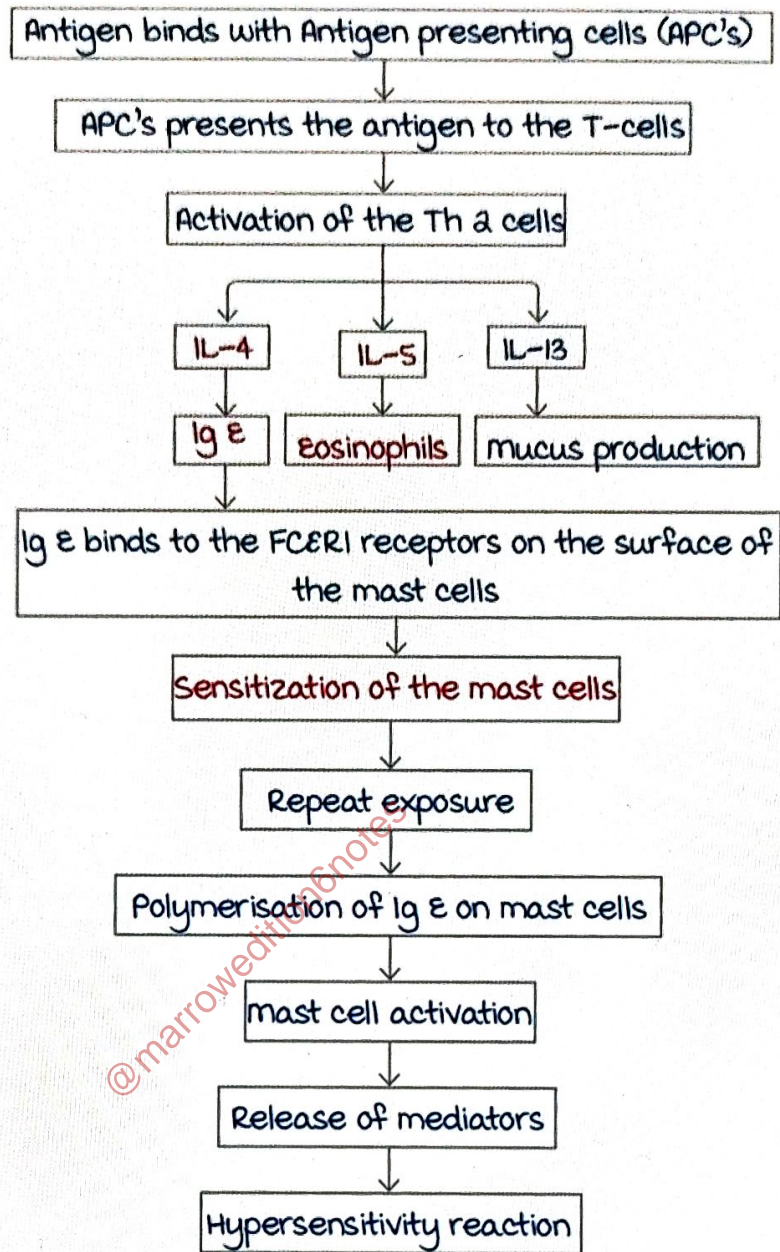 Antigen binds with Antigen presenting cells (APC's)
APC's presents the antigen to the T-cells
Activation of the Th 2 cells
IL-4 IL-5 IL-13
Ig ε Eosinophils mucus production
Ig ε binds to the FCεRI receptors on the surface of
the mast cells
Sensitization of the mast cells
Repeat exposure
Polymerisation of Ig ε on mast cells
mast cell activation
Release of mediators
Hypersensitivity reaction
@marrowedition6notes